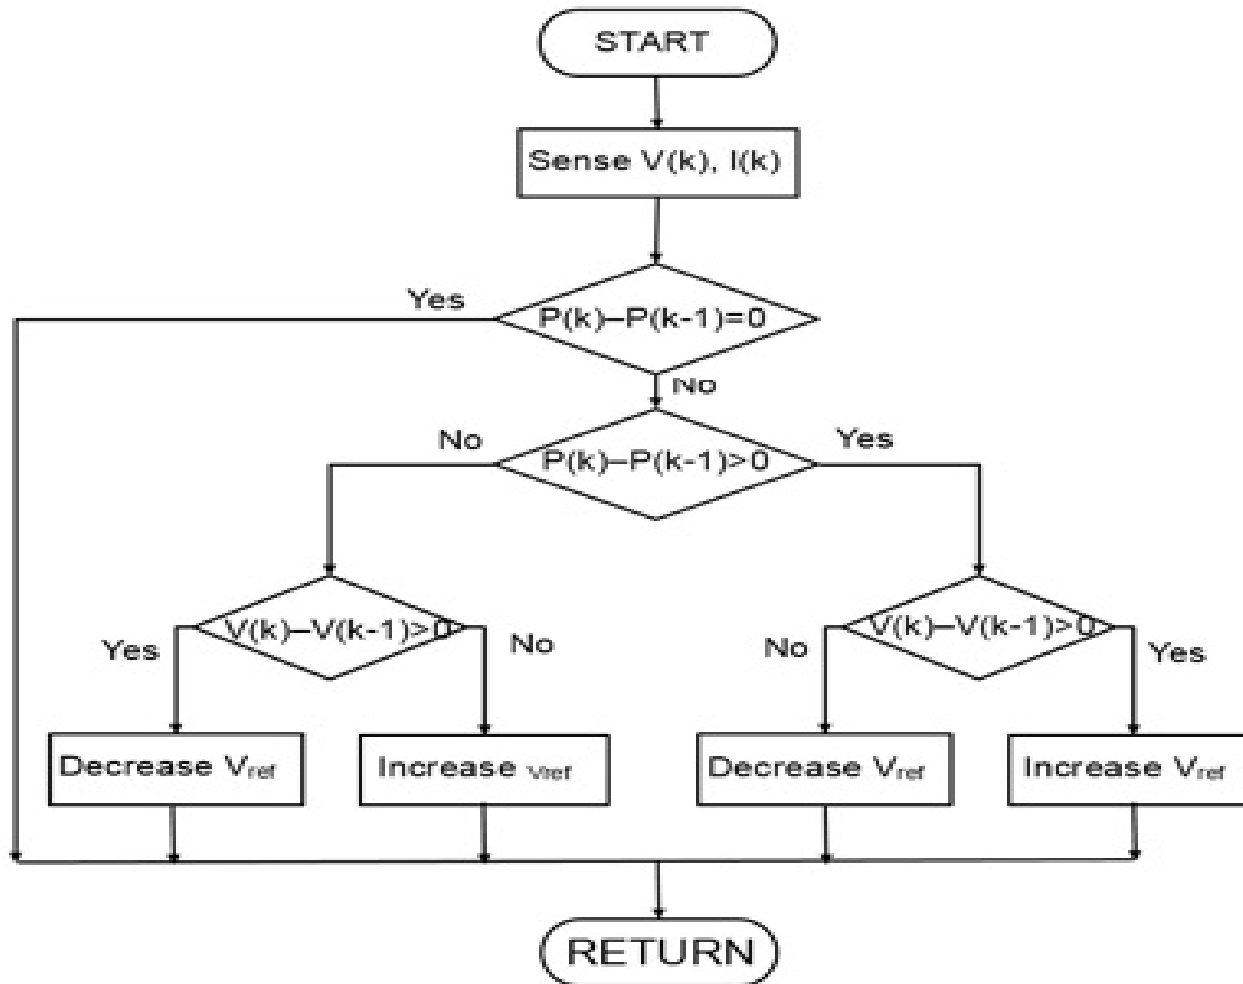 START
Sense V(k), I(k)
Yes
P(k)–P(k-1)=0
No
No
P(k)–P(k-1)>0
Yes
V(k)–V(k-1)>0
V(k)–V(k-1)>0
Yes
No
No
Yes
Decrease Vref
Increase Vref
Decrease Vref
Increase Vref
RETURN